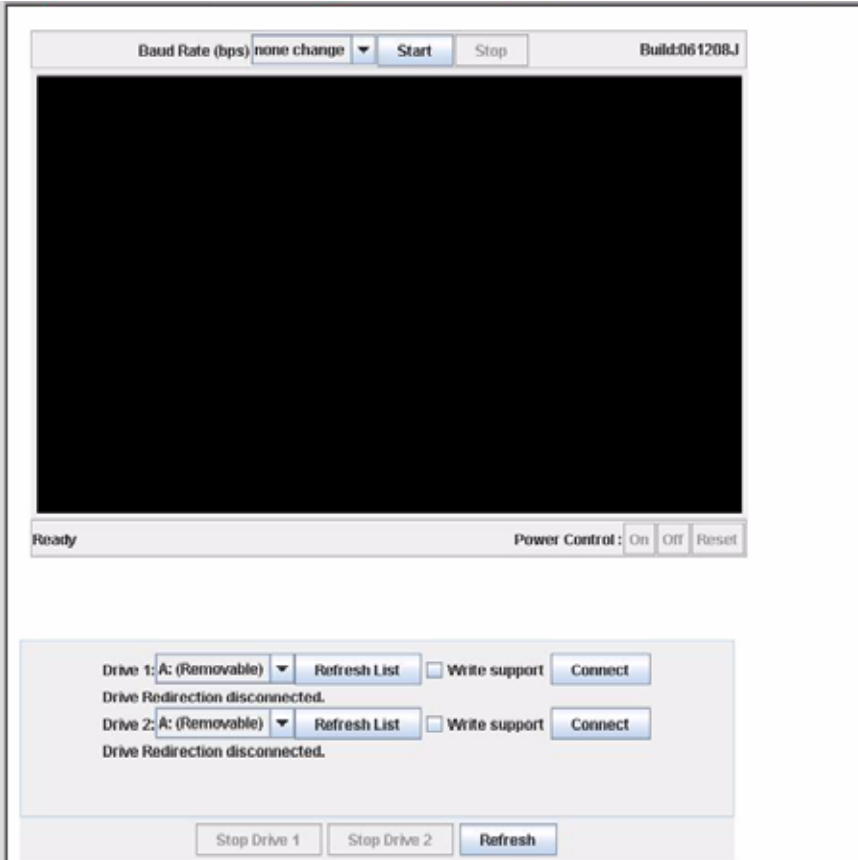 Baud Rate (bps) none change Start Stop Build:061208J
Ready Power Control : On Off Reset
Drive 1: A: (Removable) Refresh List Write support Connect
Drive Redirection disconnected.
Drive 2: A: (Removable) Refresh List Write support Connect
Drive Redirection disconnected.
Stop Drive 1 Stop Drive 2 Refresh